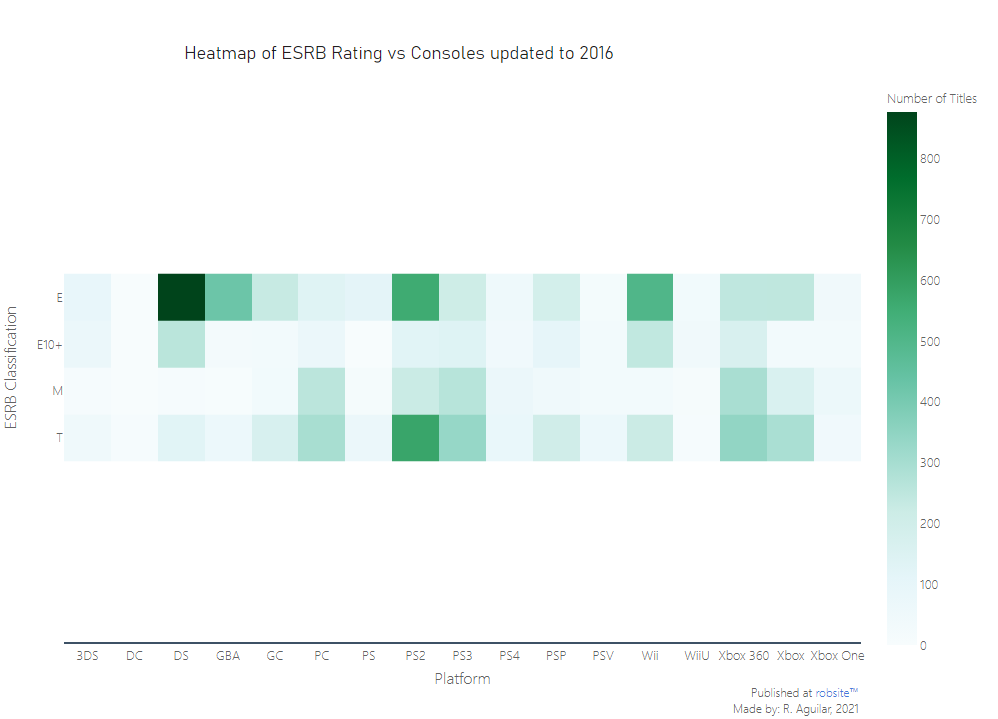 Heatmap of ESRB Rating vs Consoles updated to 2016
Number of Titles
800
700
600
500
400
300
200
100
0
ESRB Classification
E
E10+
M
T
3DS DC DS GBA GC PC PS PS2 PS3 PS4 PSP PSV Wii WiiU Xbox 360 Xbox Xbox One
Platform
Published at robsite™
Made by: R. Aguilar, 2021